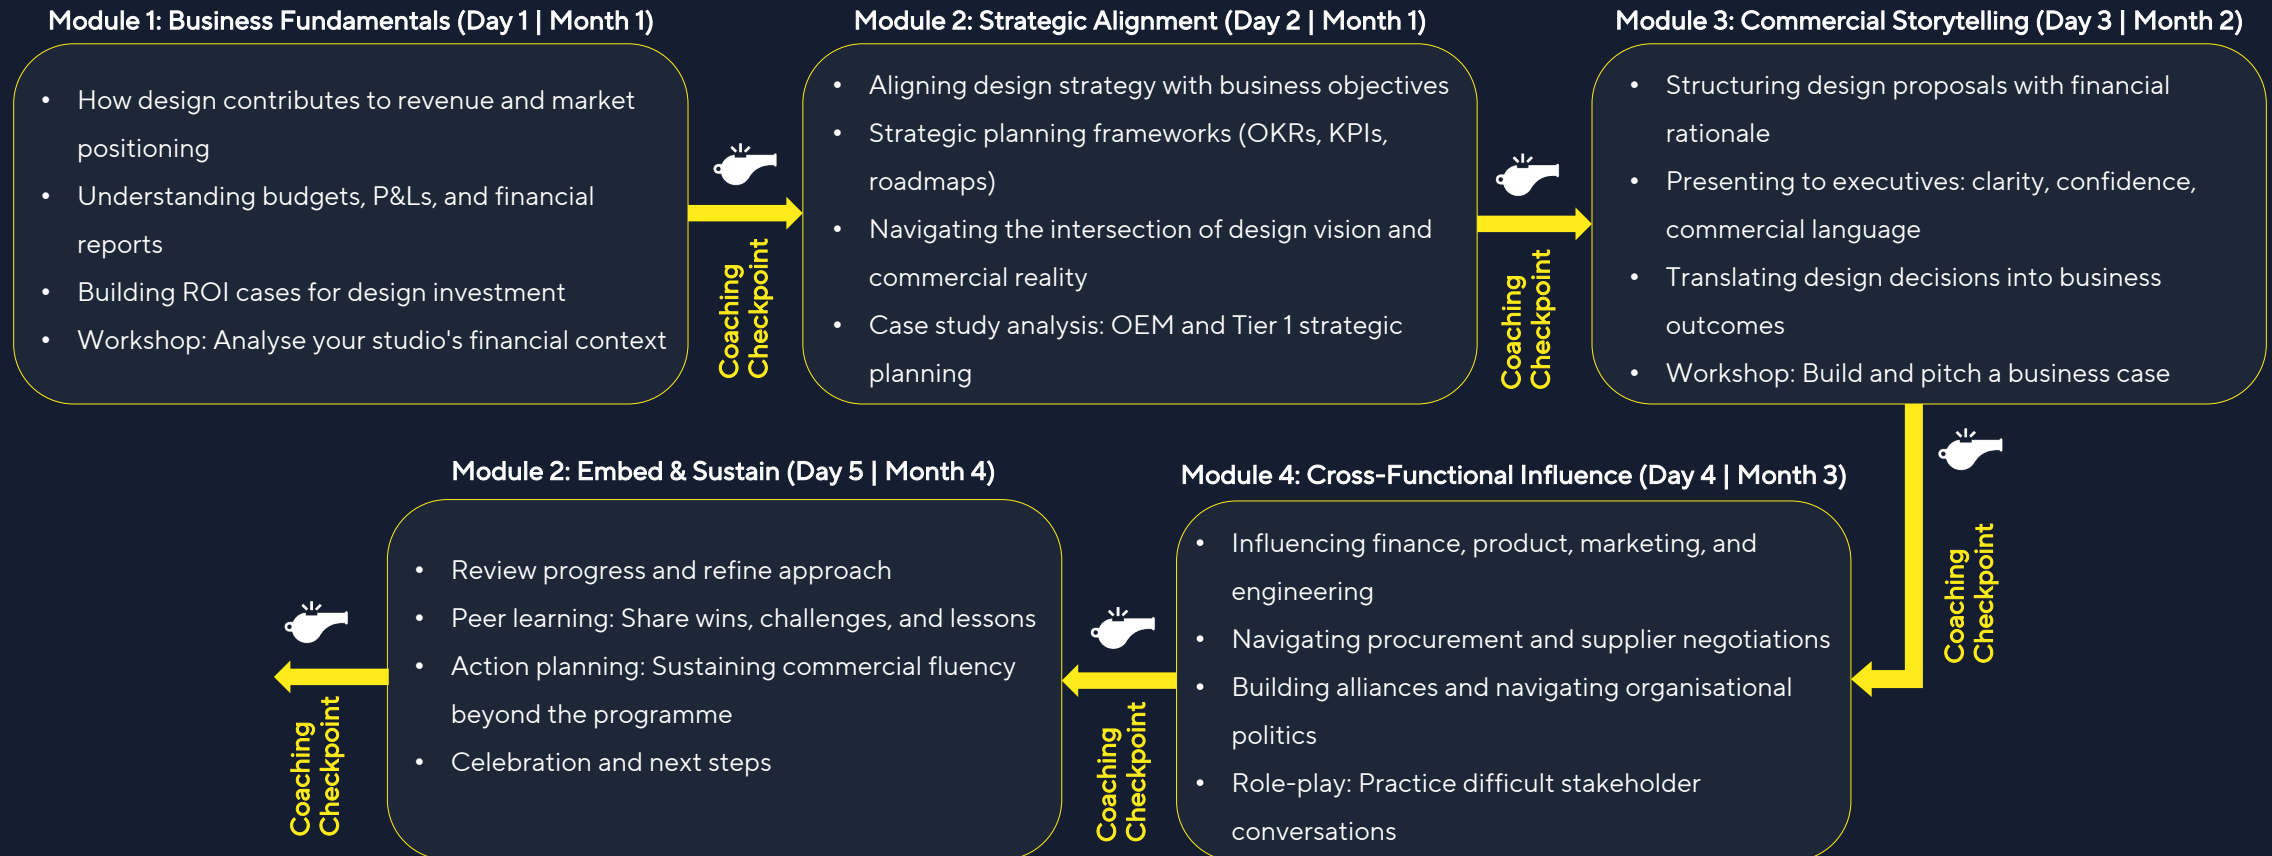 Module 1: Business Fundamentals (Day 1 | Month 1)
• How design contributes to revenue and market
positioning
• Understanding budgets, P&Ls, and financial
reports
• Building ROI cases for design investment
• Workshop: Analyse your studio's financial context
Coaching
Checkpoint
Module 2: Strategic Alignment (Day 2 | Month 1)
• Aligning design strategy with business objectives
• Strategic planning frameworks (OKRs, KPIs,
roadmaps)
• Navigating the intersection of design vision and
commercial reality
• Case study analysis: OEM and Tier 1 strategic
planning
Coaching
Checkpoint
Module 3: Commercial Storytelling (Day 3 | Month 2)
• Structuring design proposals with financial
rationale
• Presenting to executives: clarity, confidence,
commercial language
• Translating design decisions into business
outcomes
• Workshop: Build and pitch a business case
Coaching
Checkpoint
Module 4: Cross-Functional Influence (Day 4 | Month 3)
• Influencing finance, product, marketing, and
engineering
• Navigating procurement and supplier negotiations
• Building alliances and navigating organisational
politics
• Role-play: Practice difficult stakeholder
conversations
Coaching
Checkpoint
Module 2: Embed & Sustain (Day 5 | Month 4)
• Review progress and refine approach
• Peer learning: Share wins, challenges, and lessons
• Action planning: Sustaining commercial fluency
beyond the programme
• Celebration and next steps
Coaching
Checkpoint